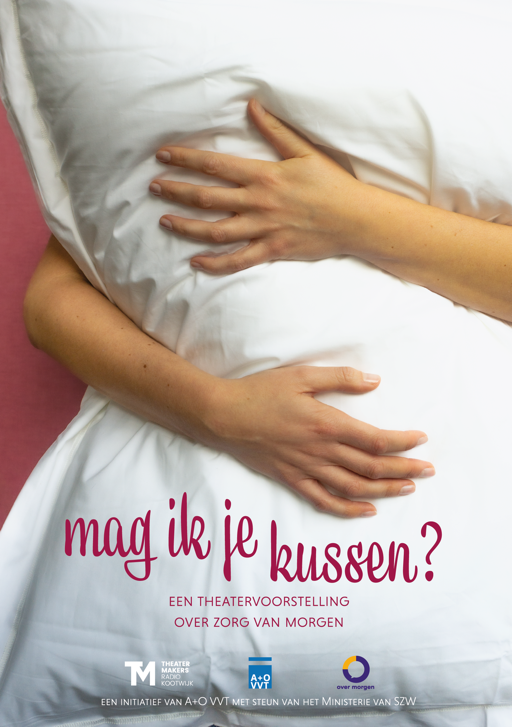 mag ik je kussen?
EEN THEATERVOORSTELLING
OVER ZORG VAN MORGEN
TM THEATER
MAKERS
RADIO
KOOTWIJK
A+O
VVT
over morgen
EEN INITIATIEF VAN A+O VVT MET STEUN VAN HET MINISTERIE VAN SZW